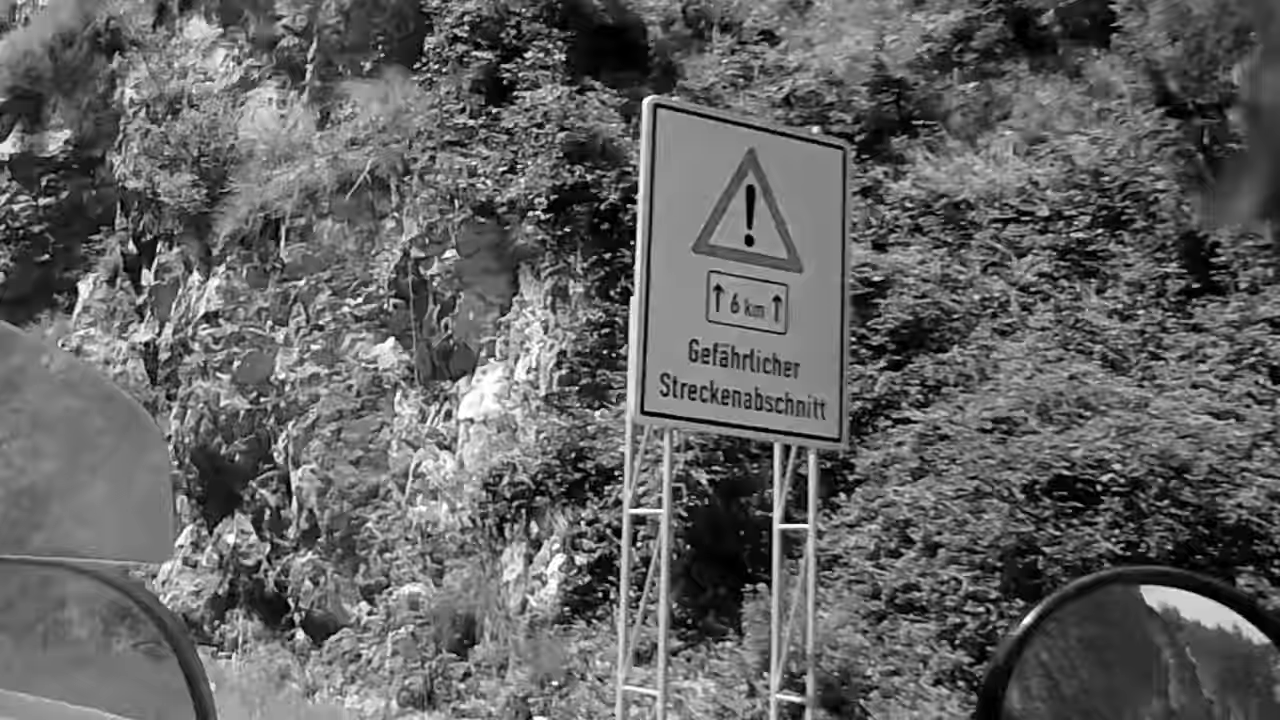 ↑ 6 km ↑
Gefährlicher
Streckenabschnitt